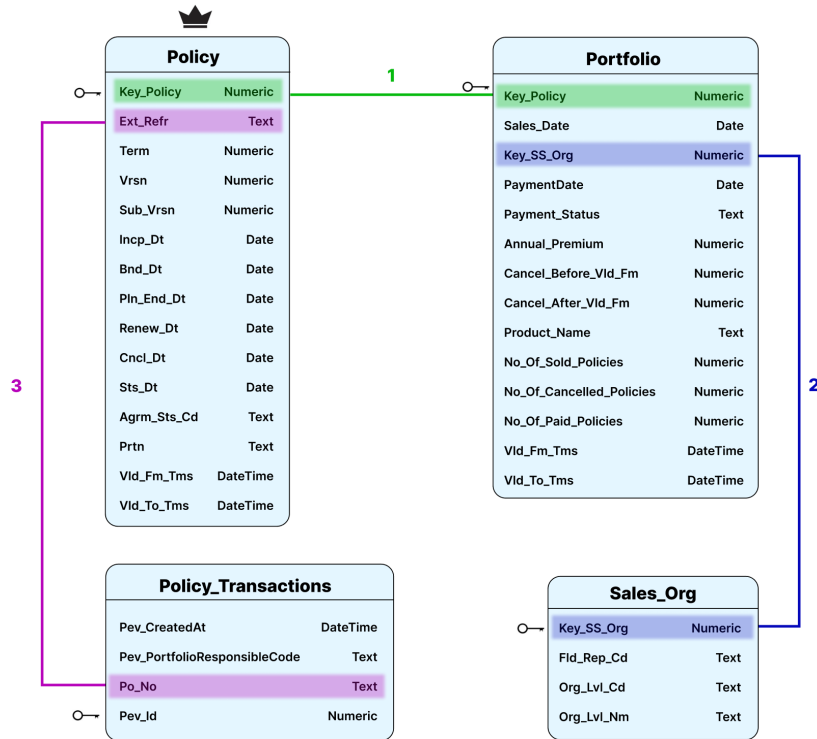 Policy
Key_Policy Numeric
Ext_Refr Text
Term Numeric
Vrsn Numeric
Sub_Vrsn Numeric
Incp_Dt Date
Bnd_Dt Date
Pln_End_Dt Date
Renew_Dt Date
Cncl_Dt Date
Sts_Dt Date
Agrm_Sts_Cd Text
Prtn Text
Vld_Fm_Tms DateTime
Vld_To_Tms DateTime
1
Portfolio
Key_Policy Numeric
Sales_Date Date
Key_SS_Org Numeric
PaymentDate Date
Payment_Status Text
Annual_Premium Numeric
Cancel_Before_Vld_Fm Numeric
Cancel_After_Vld_Fm Numeric
Product_Name Text
No_Of_Sold_Policies Numeric
No_Of_Cancelled_Policies Numeric
No_Of_Paid_Policies Numeric
Vld_Fm_Tms DateTime
Vld_To_Tms DateTime
3
2
Policy_Transactions
Pev_CreatedAt DateTime
Pev_PortfolioResponsibleCode Text
Po_No Text
Pev_Id Numeric
Sales_Org
Key_SS_Org Numeric
Fld_Rep_Cd Text
Org_Lvl_Cd Text
Org_Lvl_Nm Text